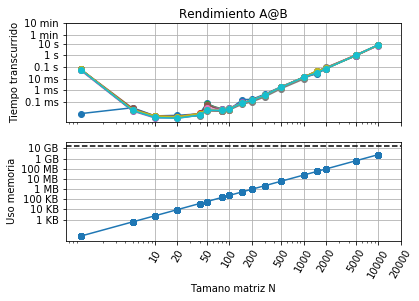 Rendimiento A@B
10 min
1 min
10 s
1 s
0.1 s
10 ms
1 ms
0.1 ms
Tiempo transcurrido
10 GB
1 GB
100 MB
10 MB
1 MB
100 KB
10 KB
1 KB
Uso memoria
10
20
50
100
200
500
1000
2000
5000
10000
20000
Tamano matriz N